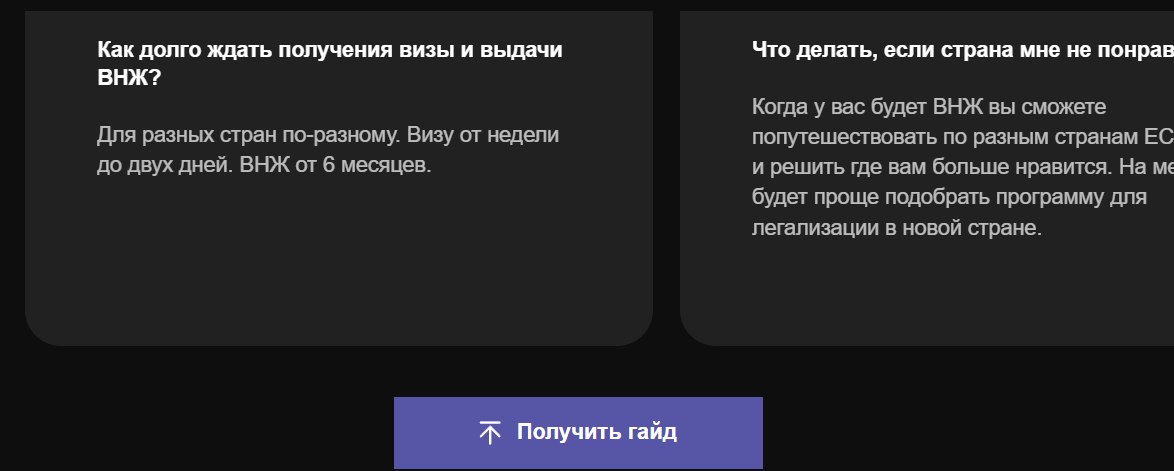 Как долго ждать получения визы и выдачи
ВНЖ?
Для разных стран по-разному. Визу от недели
до двух дней. ВНЖ от 6 месяцев.
Что делать, если страна мне не
Когда у вас будет ВНЖ вы сможете
попутешествовать по разным странам
и решить где вам больше нравится. На
будет проще подобрать программу для
легализации в новой стране.
Получить гайд